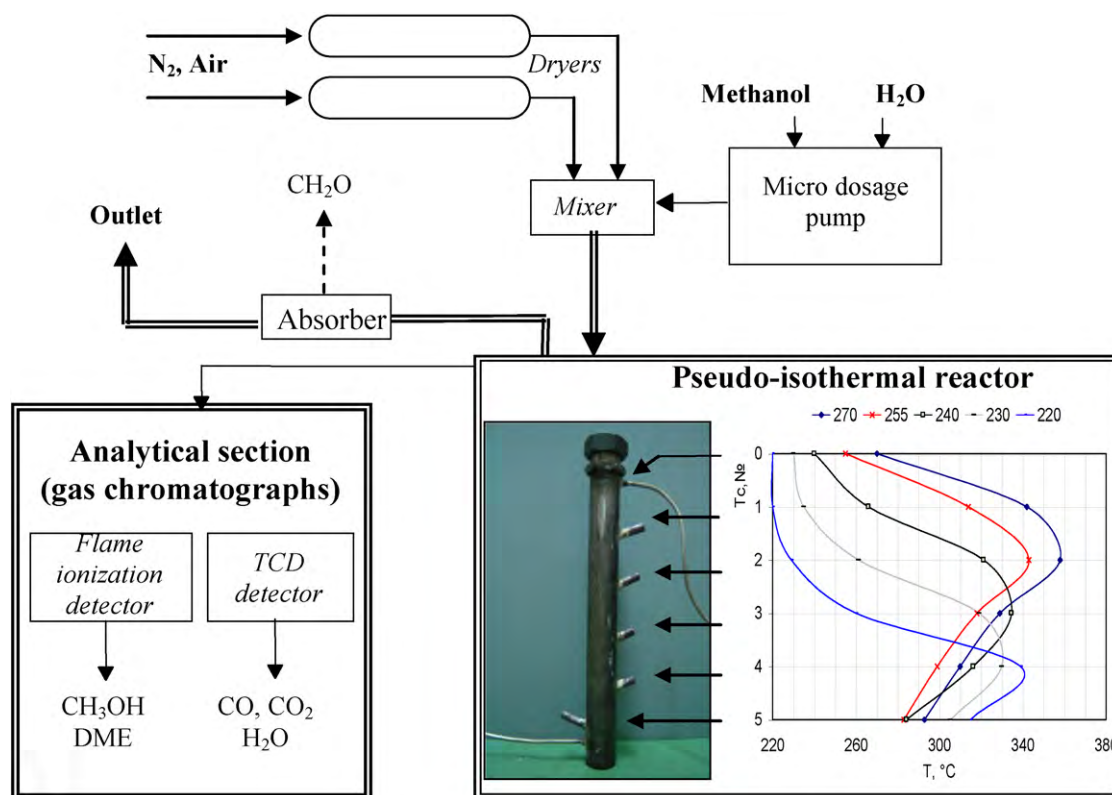 N₂, Air
Dryers
Methanol
H₂O
Micro dosage
pump
Mixer
CH₂O
Outlet
Absorber
Pseudo-isothermal reactor
270 255 240 230 220
Analytical section
(gas chromatographs)
Flame
ionization
detector
TCD
detector
CH₃OH
DME
CO, CO₂
H₂O
Tc, №
0
1
2
3
4
5
220 260 300 340 380
T, °C